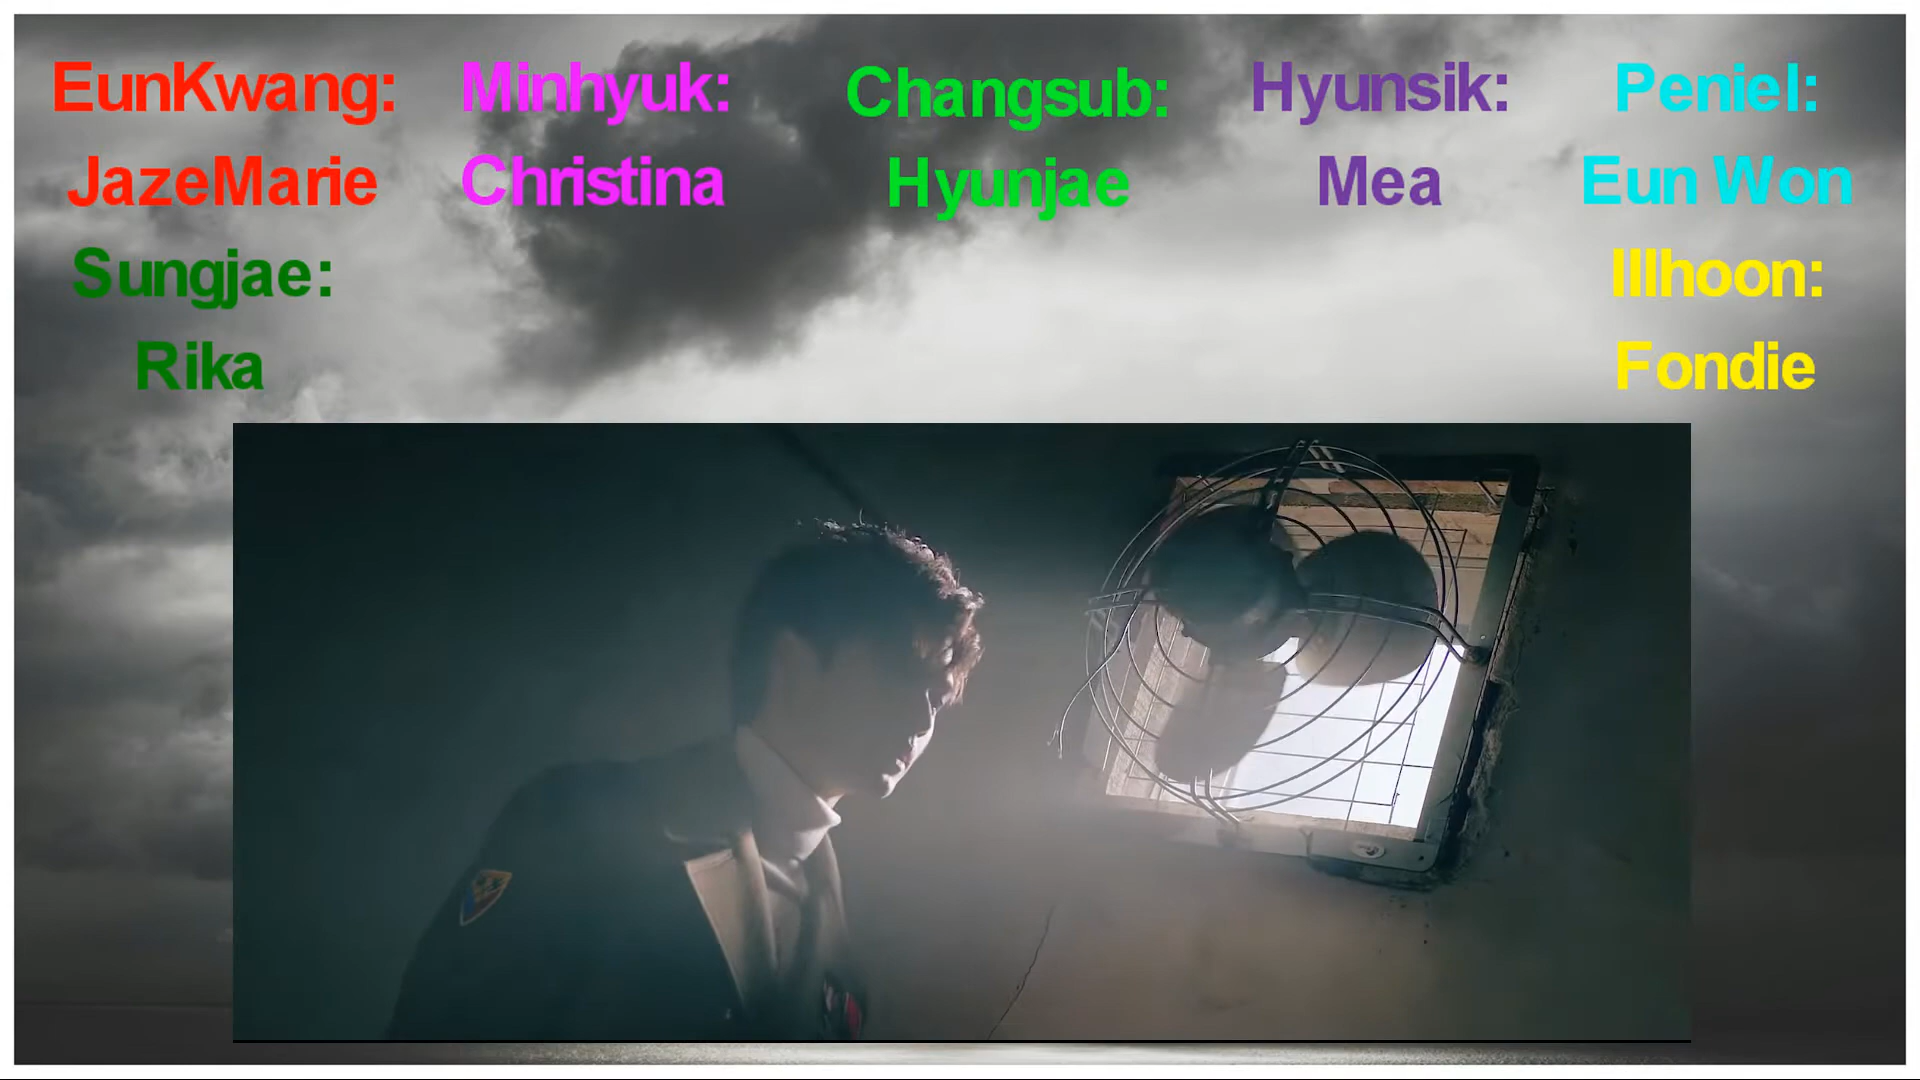 EunKwang:
JazeMarie
Minhyuk:
Christina
Changsub:
Hyunjae
Hyunsik:
Mea
Peniel:
Eun Won
Sungjae:
Rika
Illhoon:
Fondie